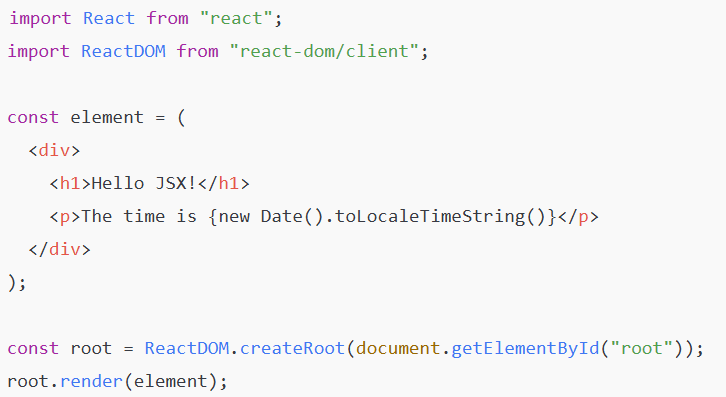 import React from "react";
import ReactDOM from "react-dom/client";
const element = (
  <div>
    <h1>Hello JSX!</h1>
    <p>The time is {new Date().toLocaleTimeString()}</p>
  </div>
);
const root = ReactDOM.createRoot(document.getElementById("root"));
root.render(element);